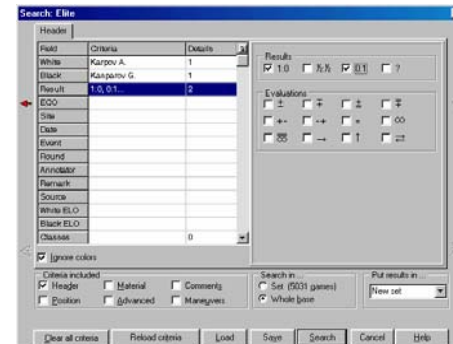 Search: Elite
Header
Field Criteria Details
White Karpov A. 1
Black Kasparov G. 1
Result 1:0, 0:1... 2
ECO
Site
Date
Event
Round
Annotator
Remark
Source
White ELO
Black ELO
Classes 0
Ignore colors
Results
1:0 ½:½ 0:1 ?
Evaluations
± ∓ ⩲ ⩱
+- -+ = ∞
→ ↑ ⇄
Criteria included
Header Material Comments
Position Advanced Maneuvers
Search in ...
Set (5031 games)
Whole base
Put results in ...
New set
Clear all criteria Reload criteria Load Save Search Cancel Help